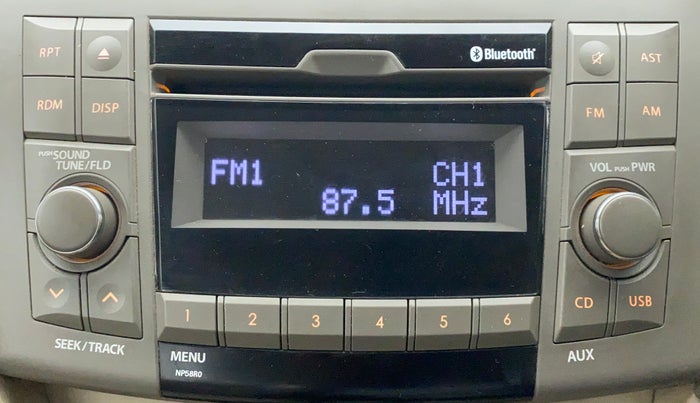 RPT
Bluetooth®
AST
RDM
DISP
FM
AM
PUSH SOUND
TUNE/FLD
VOL PUSH PWR
FM1 CH1
87.5 MHz
CD
USB
1
2
3
4
5
6
SEEK/TRACK
MENU
AUX
NP58R0